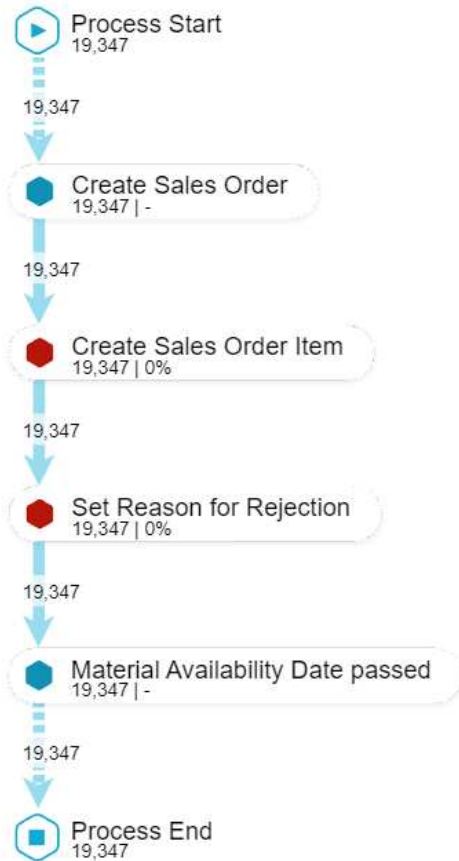 Process Start
19,347
19,347
Create Sales Order
19,347 | -
19,347
Create Sales Order Item
19,347 | 0%
19,347
Set Reason for Rejection
19,347 | 0%
19,347
Material Availability Date passed
19,347 | -
19,347
Process End
19,347